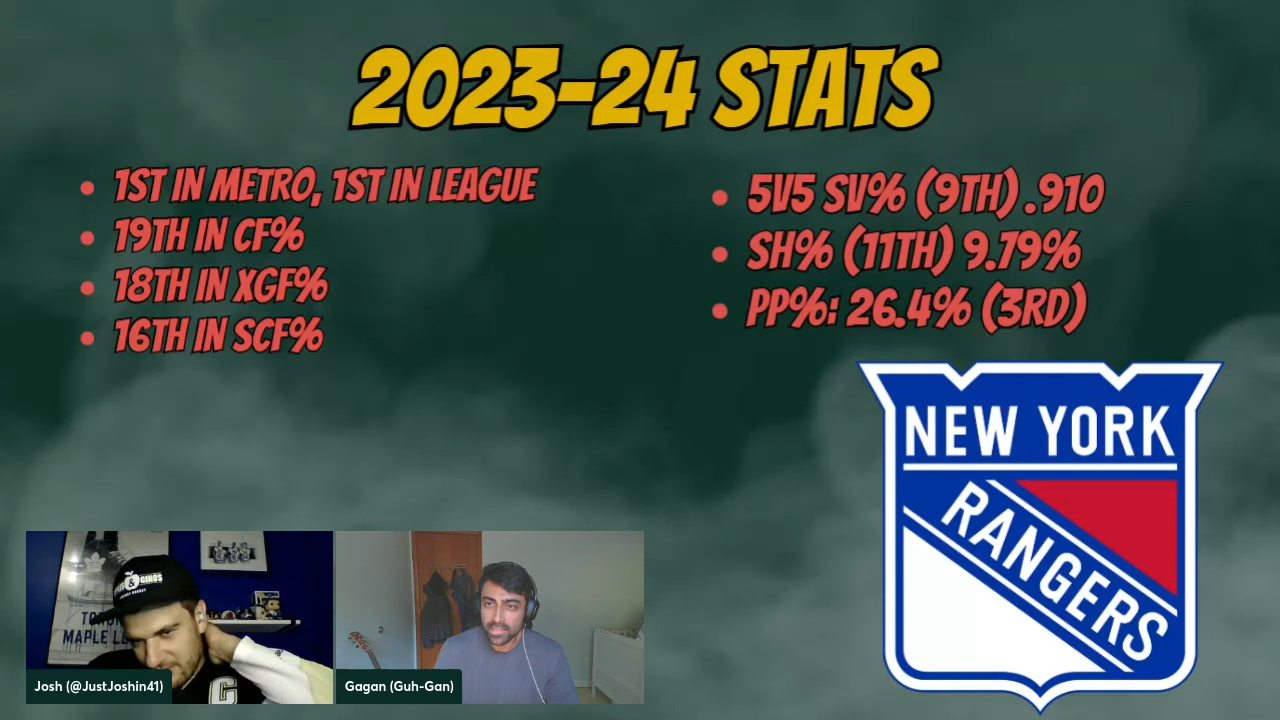 2023-24 STATS
1ST IN METRO, 1ST IN LEAGUE
19TH IN CF%
18TH IN XGF%
16TH IN SCF%
5V5 SV% (9TH) .910
SH% (11TH) 9.79%
PP%: 26.4% (3RD)
NEW YORK
RANGERS
MAPLE
C
Josh (@JustJoshin41)
Gagan (Guh-Gan)